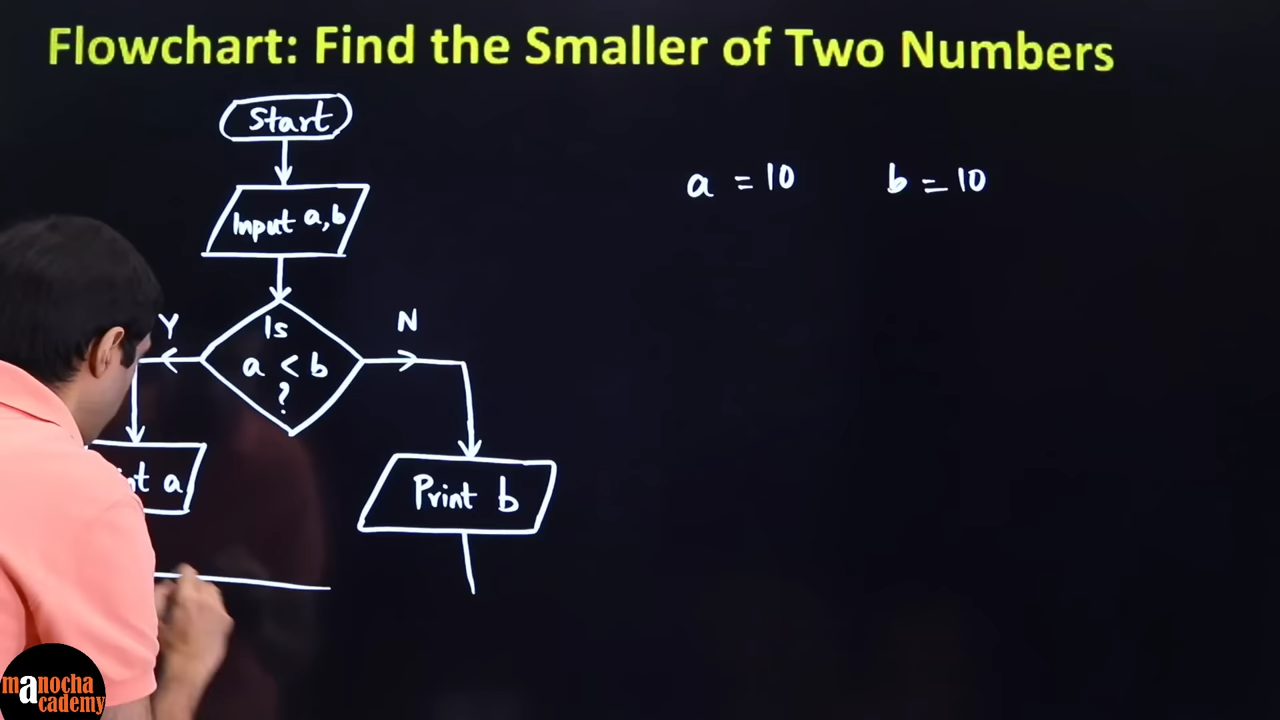 Flowchart: Find the Smaller of Two Numbers
Start
a = 10 b = 10
Input a, b
Y
N
Is
a < b
?
a
Print b
manocha
academy